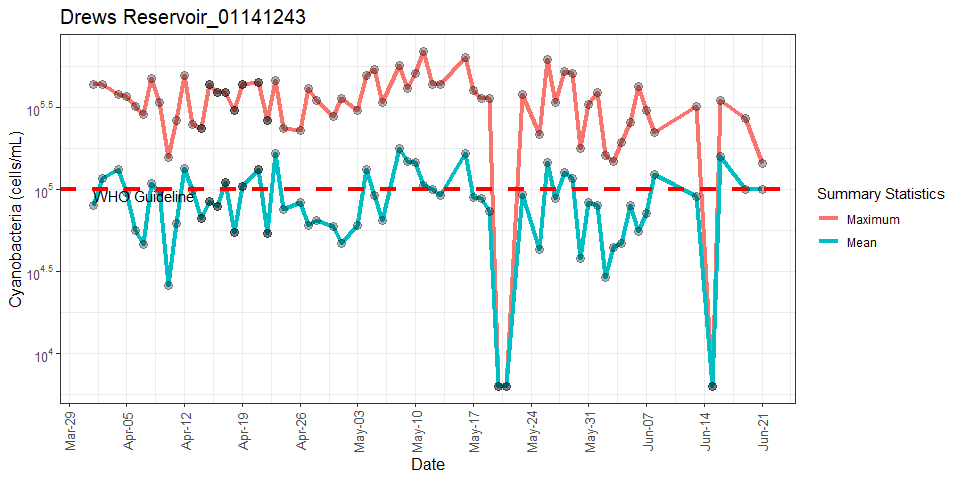 Drews Reservoir_01141243
Cyanobacteria (cells/mL)
10^5.5
10^5
10^4.5
10^4
WHO Guideline
Mar-29
Apr-05
Apr-12
Apr-19
Apr-26
May-03
May-10
May-17
May-24
May-31
Jun-07
Jun-14
Jun-21
Date
Summary Statistics
Maximum
Mean